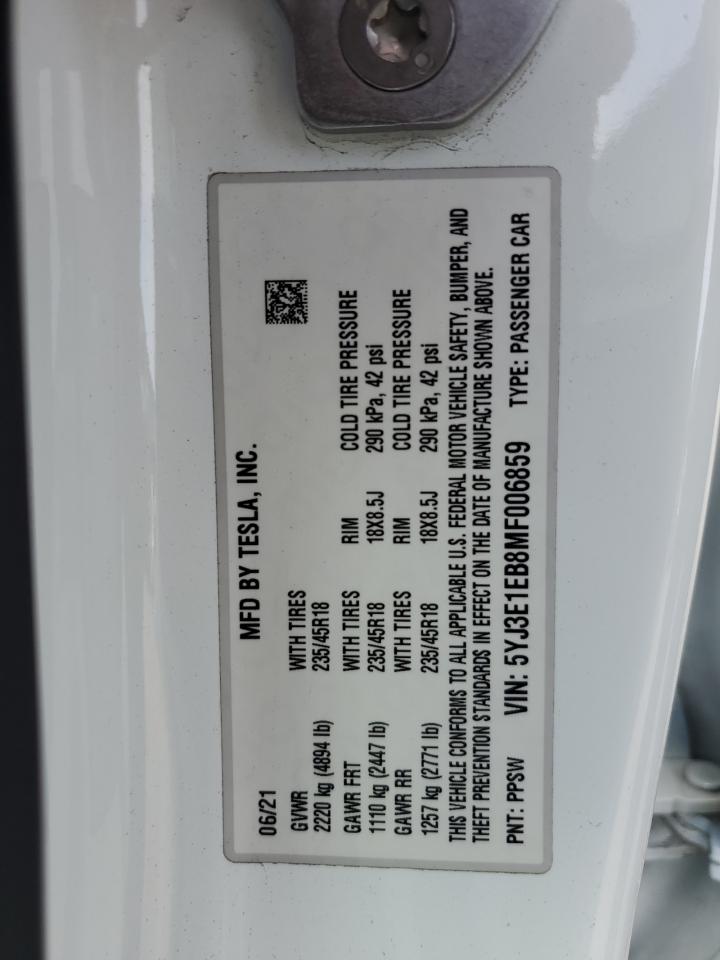 MFD BY TESLA, INC.
06/21
GVWR WITH TIRES
2220 kg (4894 lb) 235/45R18
GAWR FRT WITH TIRES RIM COLD TIRE PRESSURE
1110 kg (2447 lb) 235/45R18 18X8.5J 290 kPa, 42 psi
GAWR RR WITH TIRES RIM COLD TIRE PRESSURE
1257 kg (2771 lb) 235/45R18 18X8.5J 290 kPa, 42 psi
THIS VEHICLE CONFORMS TO ALL APPLICABLE U.S. FEDERAL MOTOR VEHICLE SAFETY, BUMPER, AND
THEFT PREVENTION STANDARDS IN EFFECT ON THE DATE OF MANUFACTURE SHOWN ABOVE.
PNT: PPSW VIN: 5YJ3E1EB8MF006859 TYPE: PASSENGER CAR